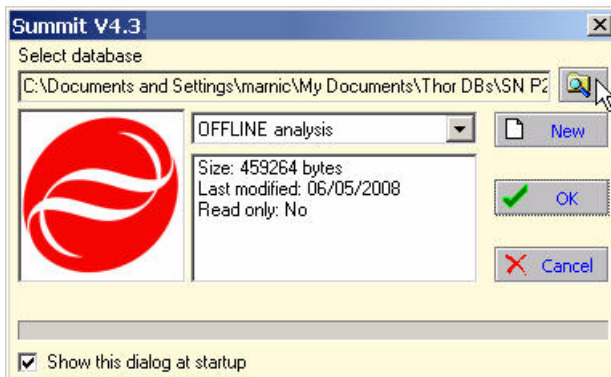 Summit V4.3.
Select database
C:\Documents and Settings\marnic\My Documents\Thor DBs\SN P2
OFFLINE analysis
New
Size: 459264 bytes
Last modified: 06/05/2008
Read only: No
OK
Cancel
Show this dialog at startup